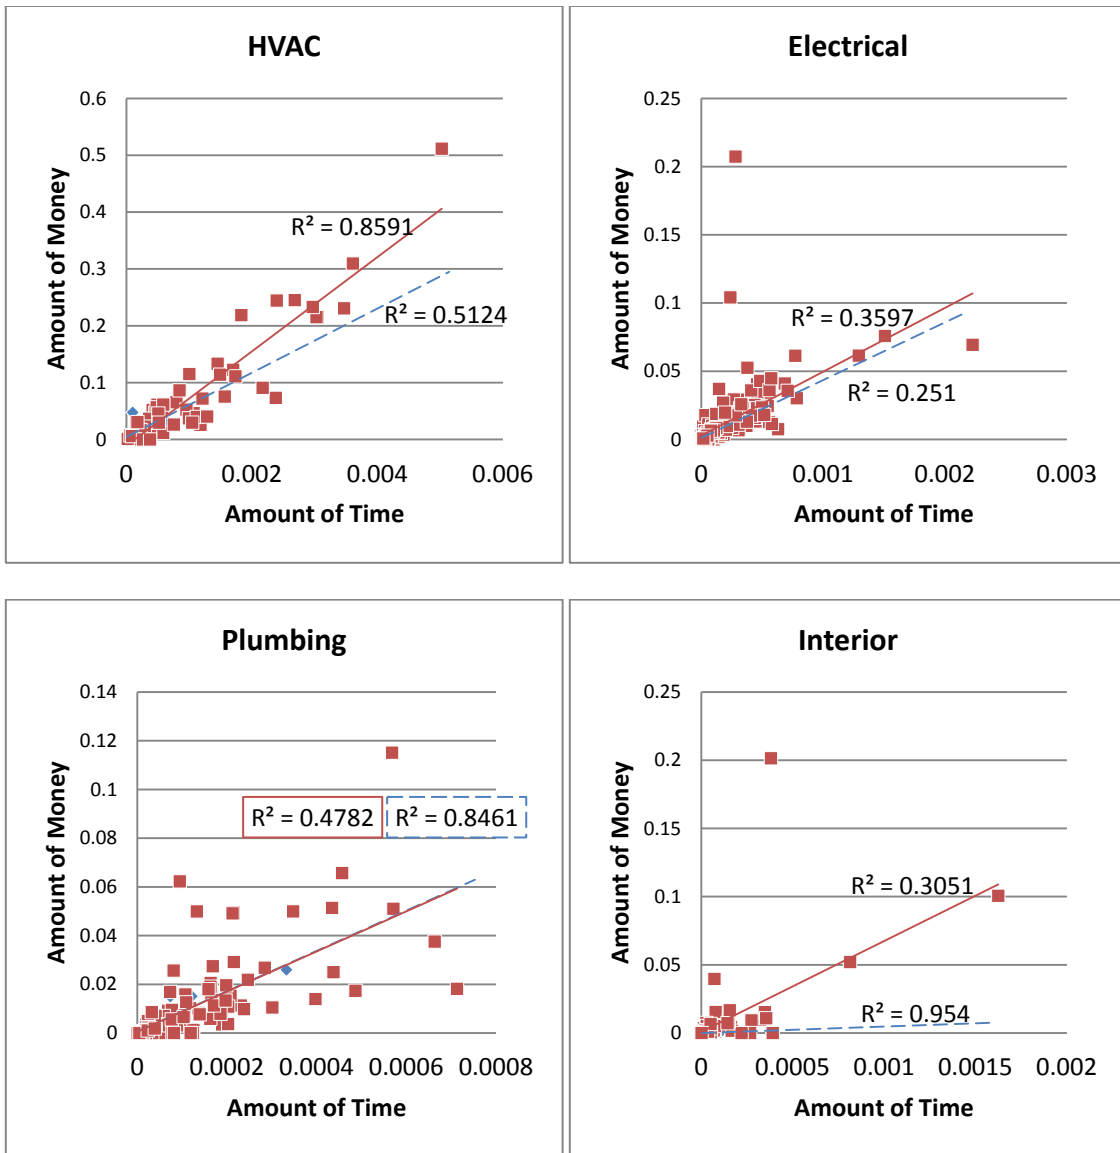 HVAC
Amount of Money
0.6
0.5
0.4
0.3
0.2
0.1
0
R² = 0.8591
R² = 0.5124
0 0.002 0.004 0.006
Amount of Time
Electrical
Amount of Money
0.25
0.2
0.15
0.1
0.05
0
R² = 0.3597
R² = 0.251
0 0.001 0.002 0.003
Amount of Time
Plumbing
Amount of Money
0.14
0.12
0.1
0.08
0.06
0.04
0.02
0
R² = 0.4782 R² = 0.8461
0 0.0002 0.0004 0.0006 0.0008
Amount of Time
Interior
Amount of Money
0.25
0.2
0.15
0.1
0.05
0
R² = 0.3051
R² = 0.954
0 0.0005 0.001 0.0015 0.002
Amount of Time